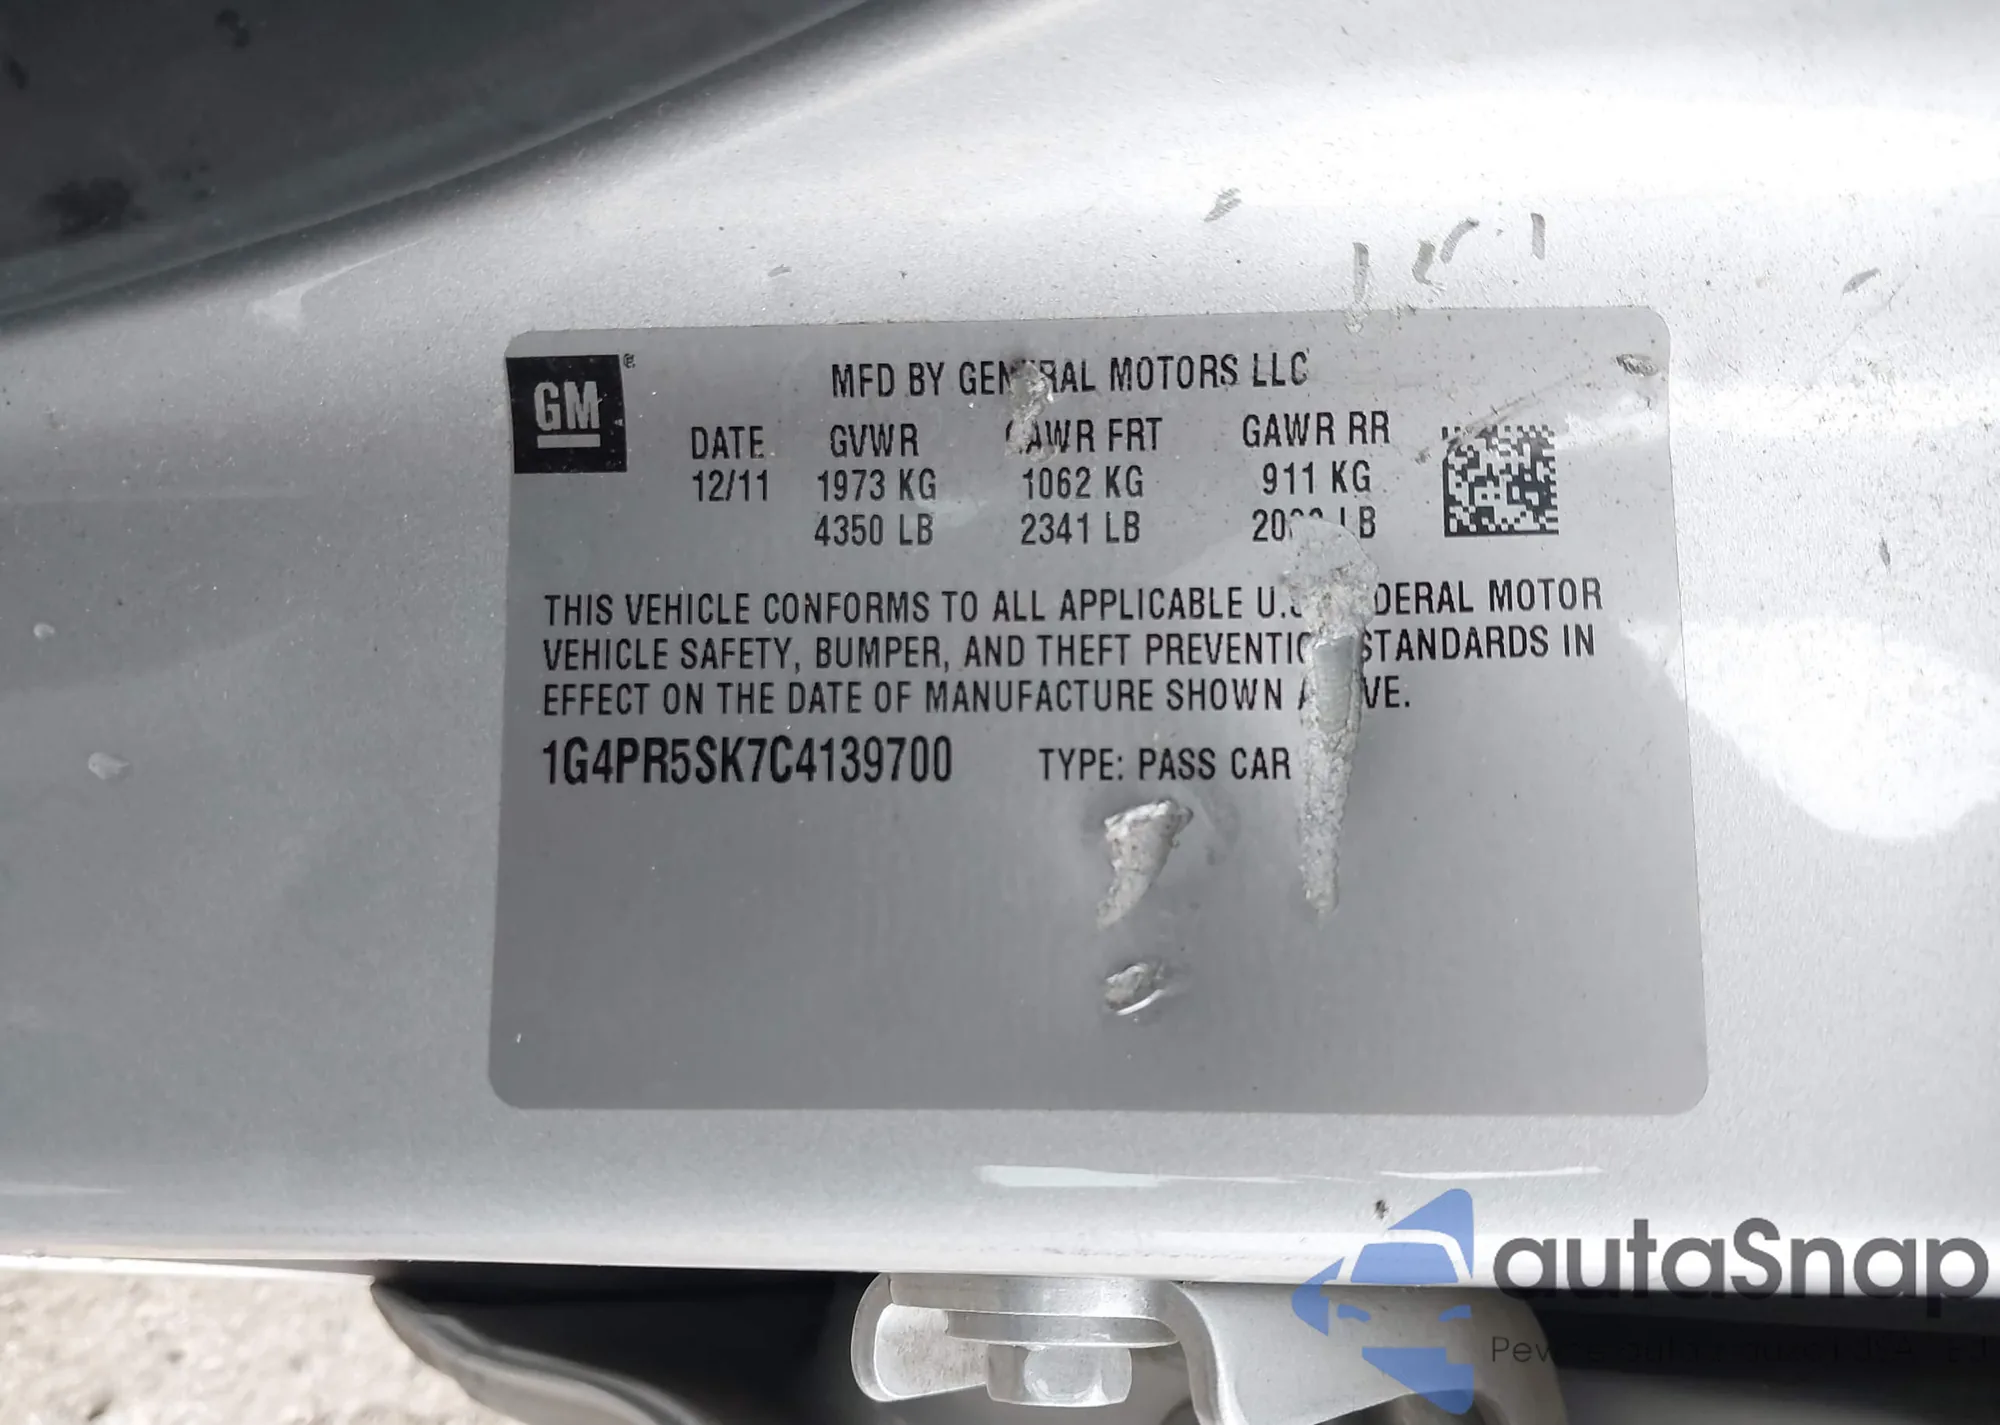 GM ®
MFD BY GENERAL MOTORS LLC
DATE GVWR GAWR FRT GAWR RR
12/11 1973 KG 1062 KG 911 KG
4350 LB 2341 LB LB
THIS VEHICLE CONFORMS TO ALL APPLICABLE U.S. FEDERAL MOTOR
VEHICLE SAFETY, BUMPER, AND THEFT PREVENTION STANDARDS IN
EFFECT ON THE DATE OF MANUFACTURE SHOWN ABOVE.
1G4PR5SK7C4139700 TYPE: PASS CAR
autaSnap